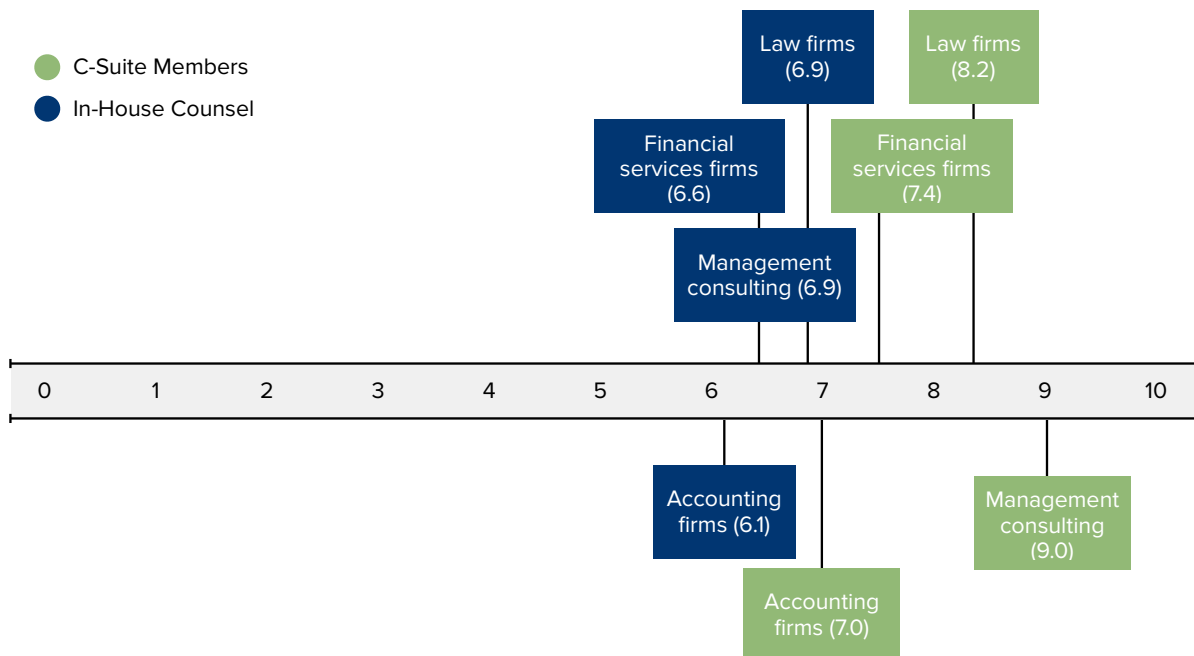 C-Suite Members
In-House Counsel
Law firms
(6.9)
Law firms
(8.2)
Financial
services firms
(6.6)
Financial
services firms
(7.4)
Management
consulting (6.9)
0 1 2 3 4 5 6 7 8 9 10
Accounting
firms (6.1)
Management
consulting
(9.0)
Accounting
firms (7.0)